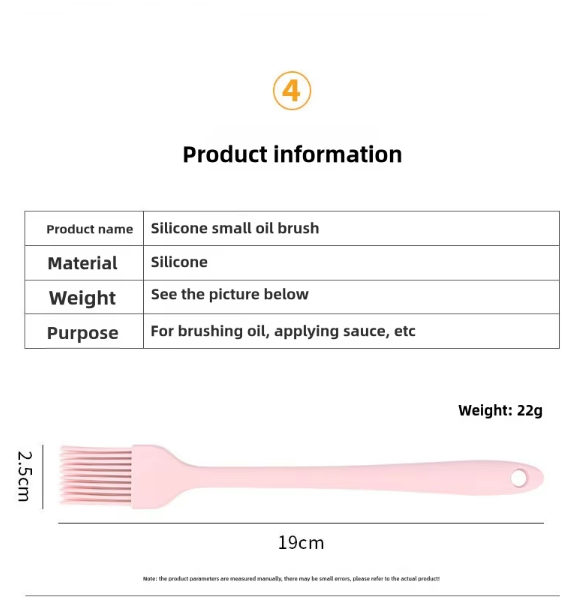 4
Product information
Product name Silicone small oil brush
Material Silicone
Weight See the picture below
Purpose For brushing oil, applying sauce, etc
Weight: 22g
2.5cm
19cm
Note: the product parameters are measured manually, there may be small errors, please refer to the actual product!